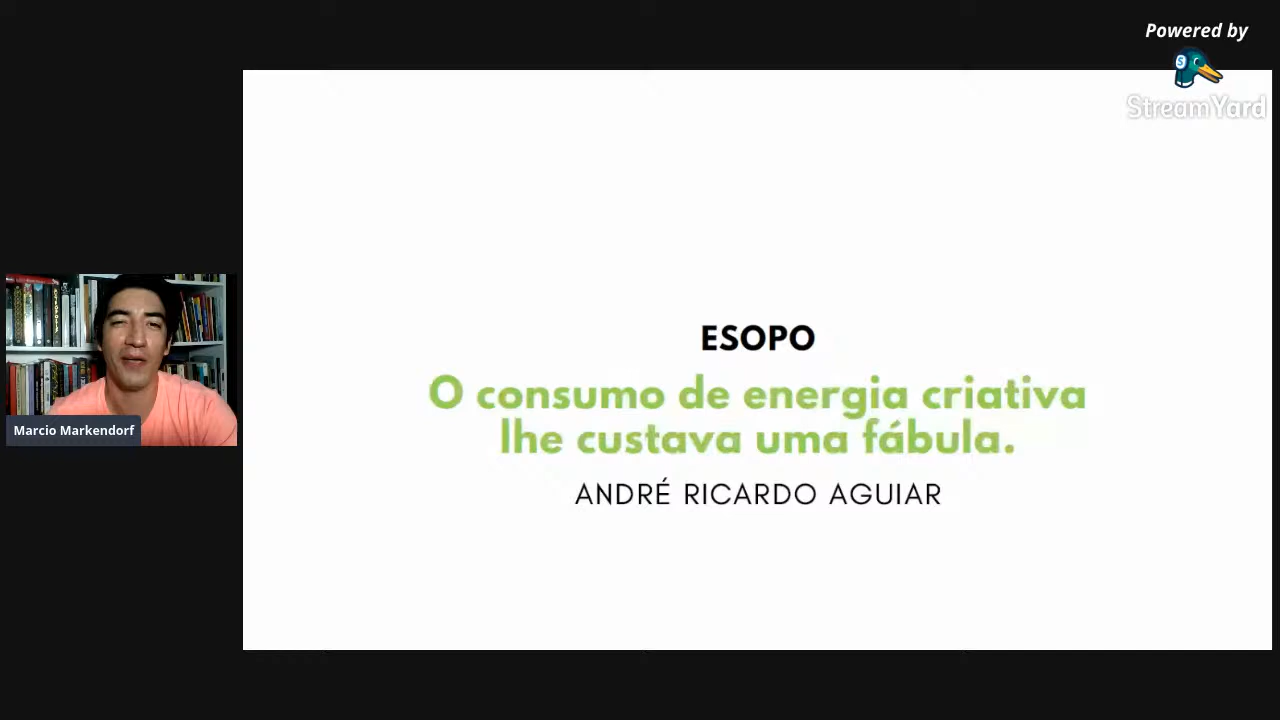 Powered by
StreamYard
ESOPO
O consumo de energia criativa
lhe custava uma fábula.
ANDRÉ RICARDO AGUIAR
Marcio Markendorf